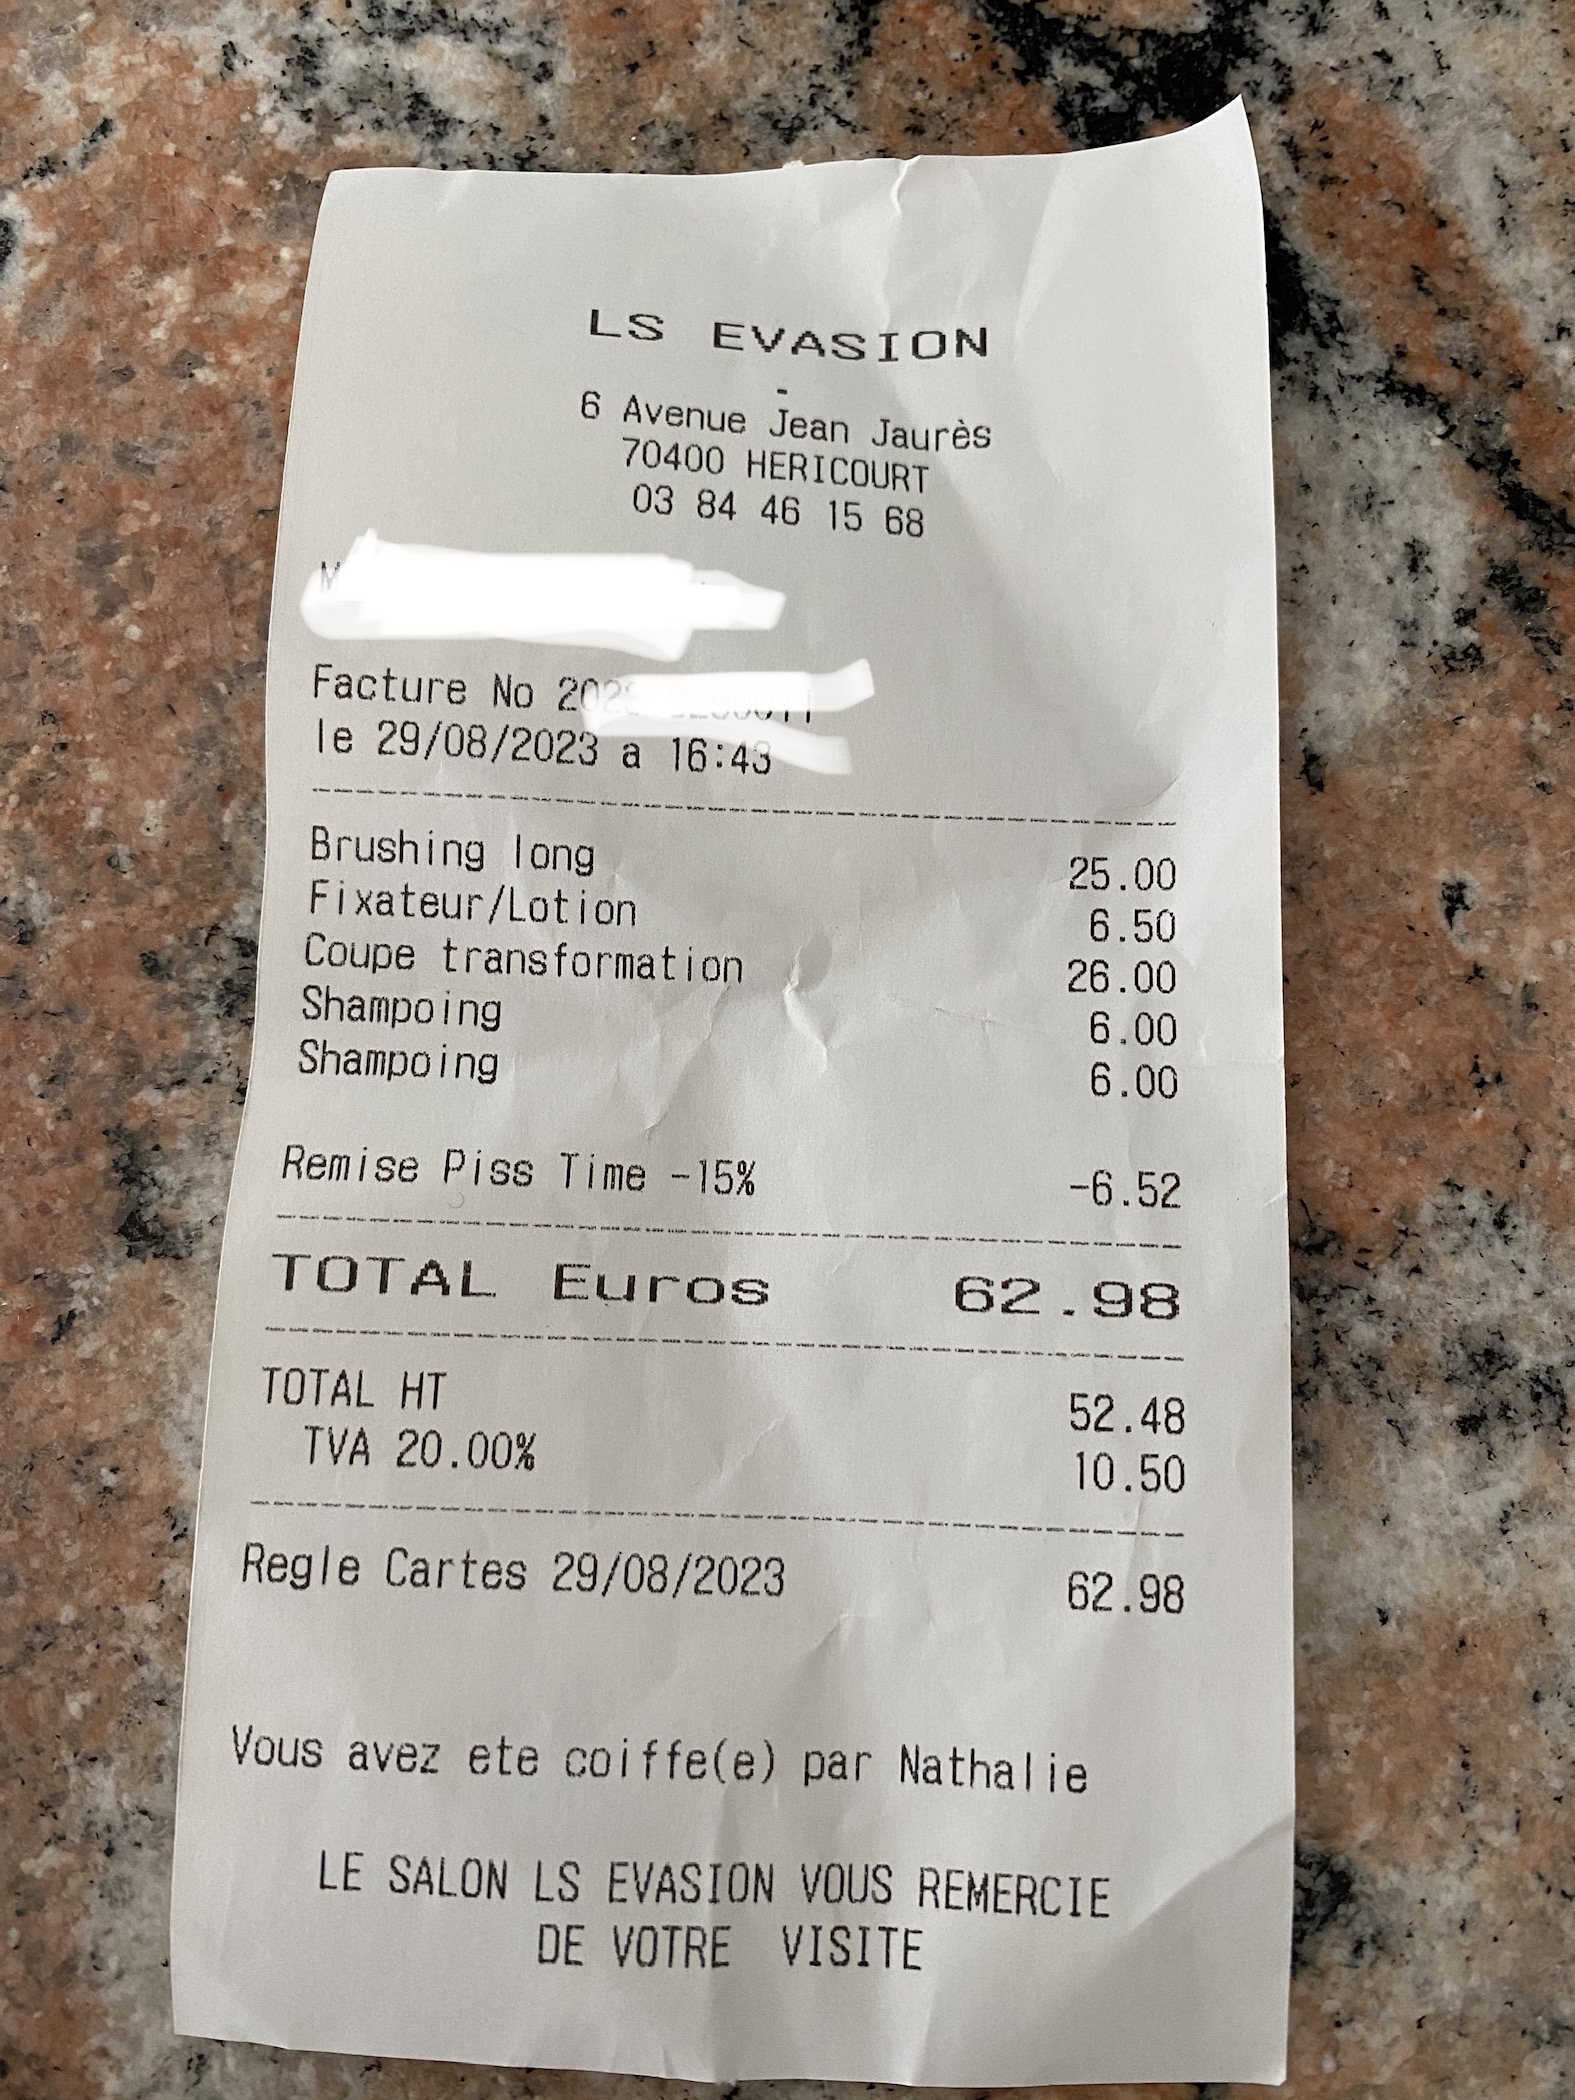 LS EVASION
-
6 Avenue Jean Jaurès
70400 HERICOURT
03 84 46 15 68
M
Facture No
le 29/08/2023 a 16:43
Brushing long 25.00
Fixateur/Lotion 6.50
Coupe transformation 26.00
Shampoing 6.00
Shampoing 6.00
Remise Piss Time -15% -6.52
TOTAL Euros 62.98
TOTAL HT 52.48
TVA 20.00% 10.50
Regle Cartes 29/08/2023 62.98
Vous avez ete coiffe(e) par Nathalie
LE SALON LS EVASION VOUS REMERCIE
DE VOTRE VISITE